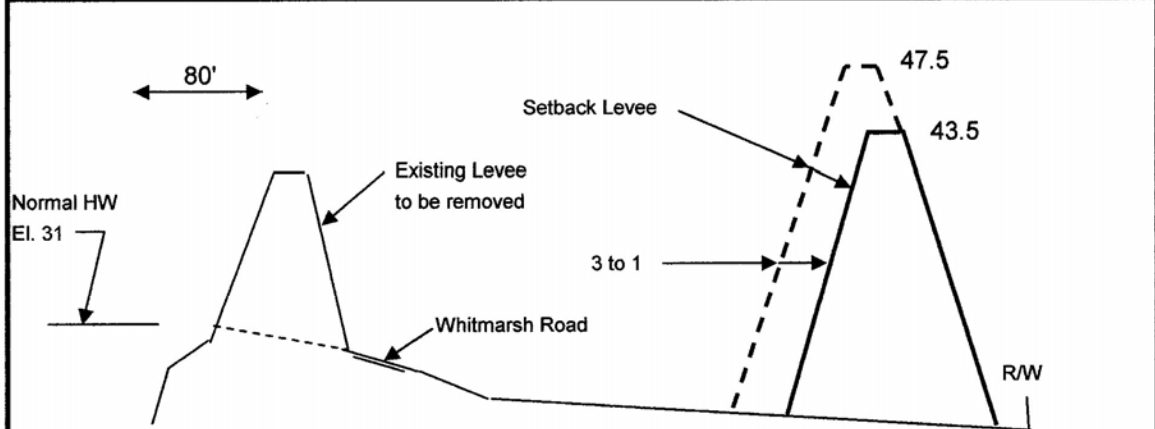 80'
47.5
Setback Levee
43.5
Existing Levee
to be removed
Normal HW
El. 31
3 to 1
Whitmarsh Road
R/W